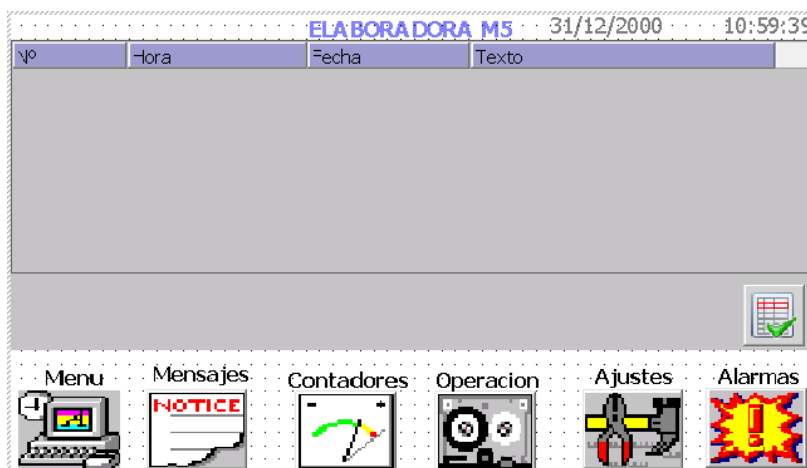 ELABORADORA M5 31/12/2000 10:59:39
Nº Hora Fecha Texto
Menu Mensajes Contadores Operacion Ajustes Alarmas
NOTICE